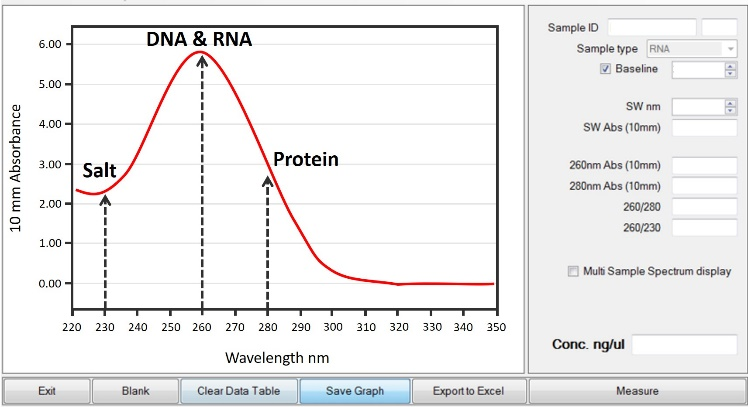 DNA & RNA
Salt
Protein
10 mm Absorbance
6.00
5.00
4.00
3.00
2.00
1.00
0.00
220 230 240 250 260 270 280 290 300 310 320 330 340 350
Wavelength nm
Sample ID
Sample type RNA
Baseline
SW nm
SW Abs (10mm)
260nm Abs (10mm)
280nm Abs (10mm)
260/280
260/230
Multi Sample Spectrum display
Conc. ng/ul
Exit Blank Clear Data Table Save Graph Export to Excel Measure